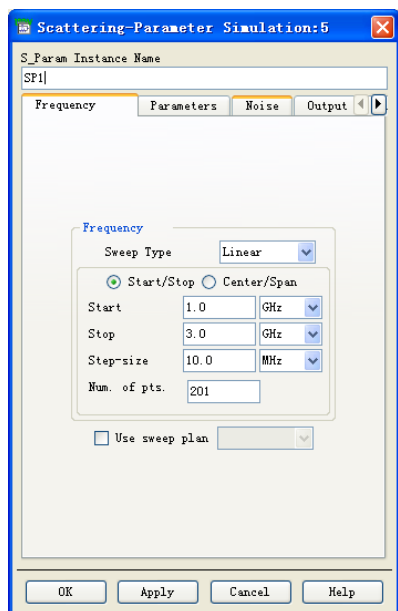 Scattering-Parameter Simulation:5
S_Param Instance Name
SP1
Frequency Parameters Noise Output
Frequency
Sweep Type Linear
Start/Stop Center/Span
Start 1.0 GHz
Stop 3.0 GHz
Step-size 10.0 MHz
Num. of pts. 201
Use sweep plan
OK Apply Cancel Help